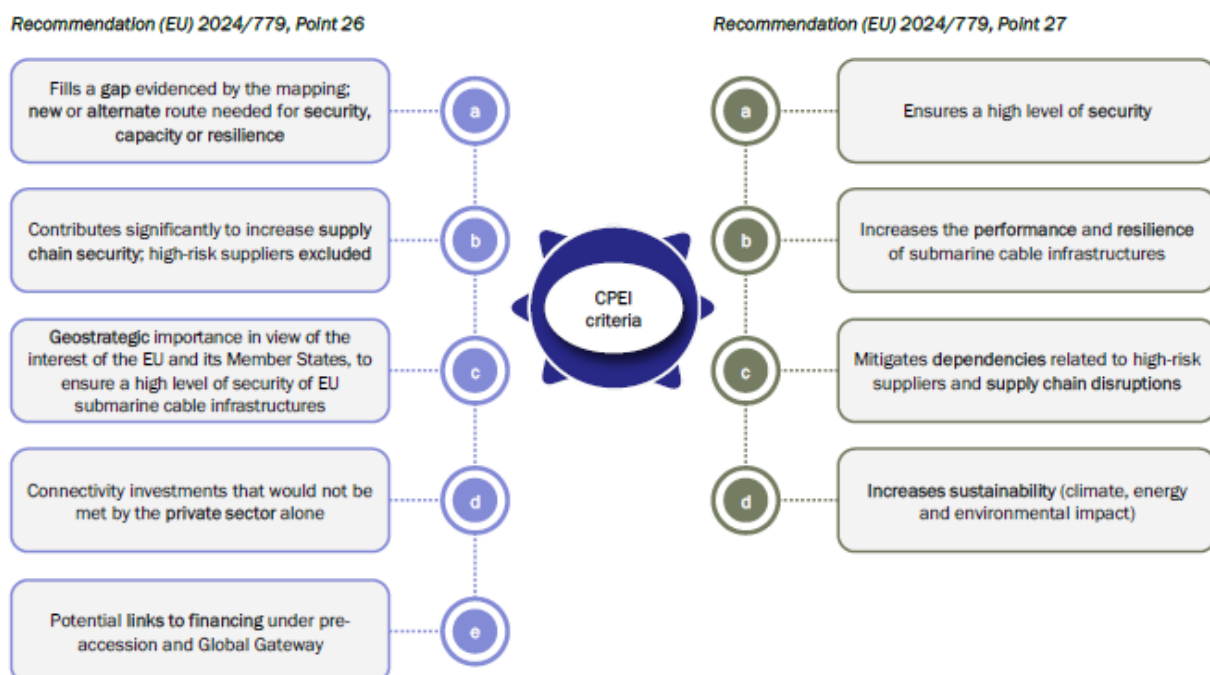 Recommendation (EU) 2024/779, Point 26
Fills a gap evidenced by the mapping;
new or alternate route needed for security,
capacity or resilience
a
Contributes significantly to increase supply
chain security; high-risk suppliers excluded
b
Geostrategic importance in view of the
interest of the EU and its Member States, to
ensure a high level of security of EU
submarine cable infrastructures
c
Connectivity investments that would not be
met by the private sector alone
d
Potential links to financing under pre-
accession and Global Gateway
e
CPEI
criteria
Recommendation (EU) 2024/779, Point 27
a
Ensures a high level of security
b
Increases the performance and resilience
of submarine cable infrastructures
c
Mitigates dependencies related to high-risk
suppliers and supply chain disruptions
d
Increases sustainability (climate, energy
and environmental impact)